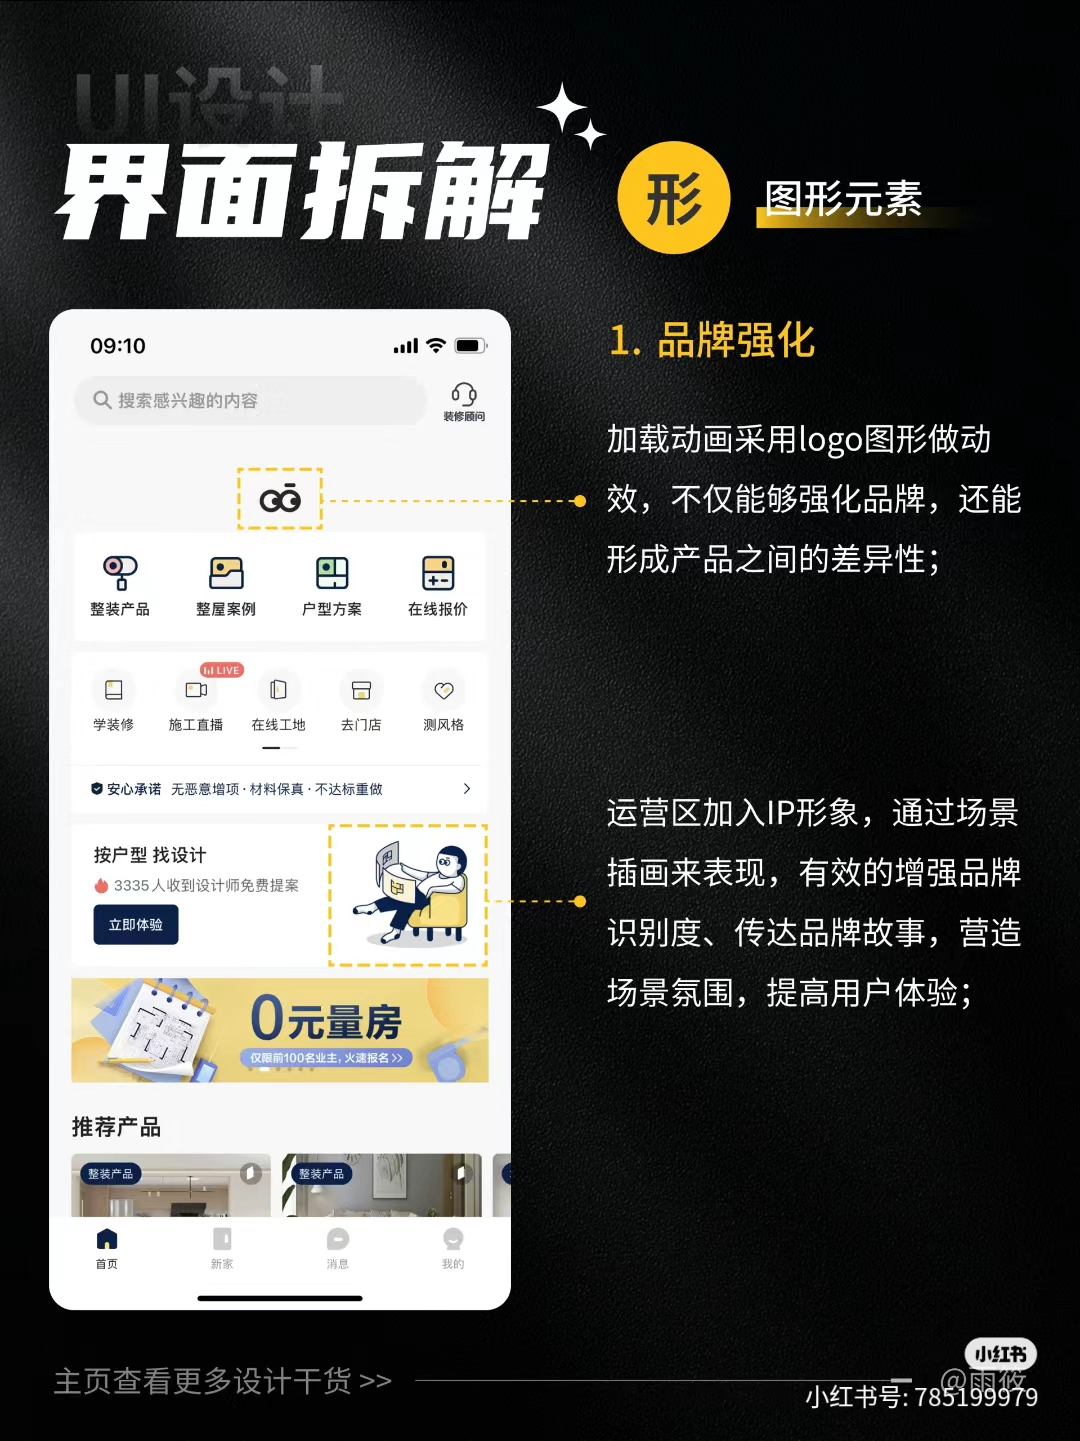 UI设计
界面拆解
形
图形元素
09:10
搜索感兴趣的内容
装修顾问
整装产品
整屋案例
户型方案
在线报价
LIVE
学装修
施工直播
在线工地
去门店
测风格
安心承诺 无恶意增项·材料保真·不达标重做
按户型 找设计
3335人收到设计师免费提案
立即体验
0元量房
仅限前100名业主，火速报名>>
推荐产品
整装产品
整装产品
首页
新家
消息
我的
1. 品牌强化
加载动画采用logo图形做动
效，不仅能够强化品牌，还能
形成产品之间的差异性；
运营区加入IP形象，通过场景
插画来表现，有效的增强品牌
识别度、传达品牌故事，营造
场景氛围，提高用户体验；
主页查看更多设计干货 >>
小红书
@雨筱
小红书号: 785199979